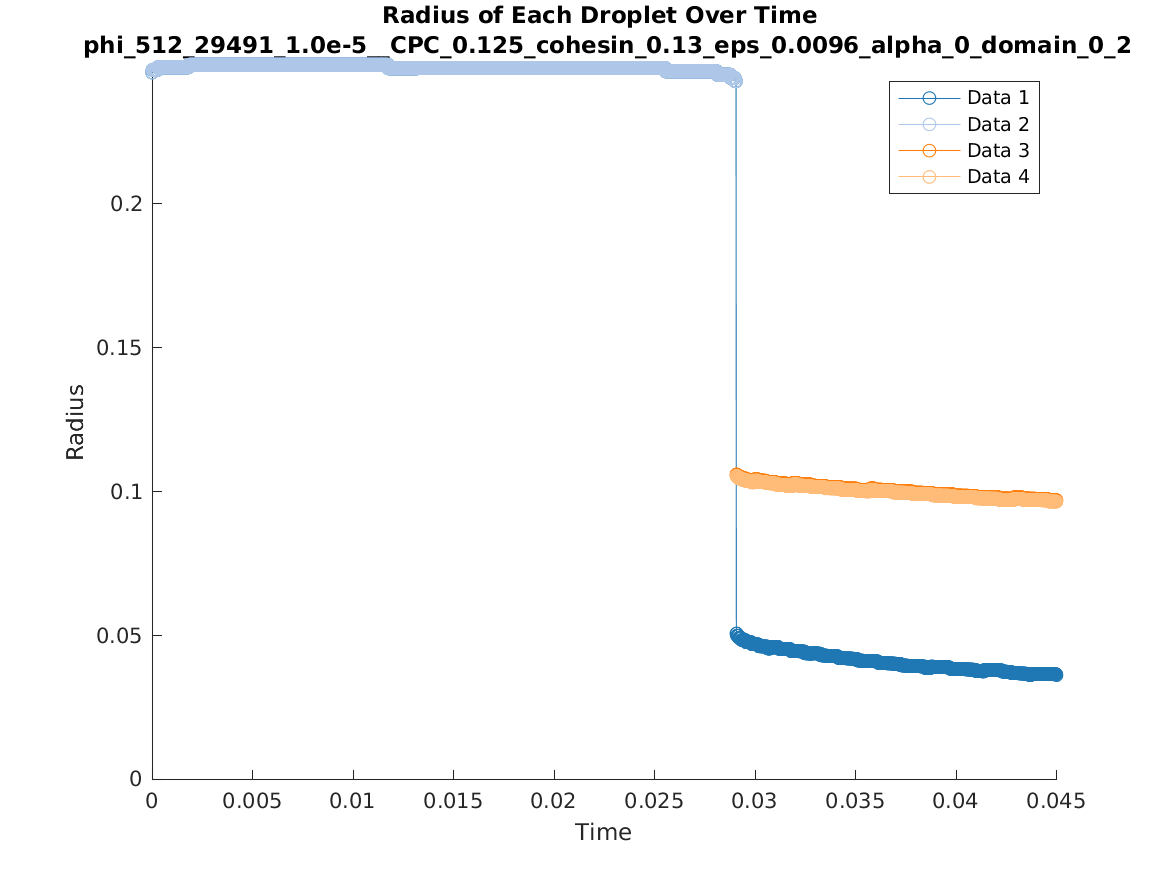 Radius of Each Droplet Over Time
phi_512_29491_1.0e-5__CPC_0.125_cohesin_0.13_eps_0.0096_alpha_0_domain_0_2
Data 1
Data 2
Data 3
Data 4
0.2
0.15
0.1
0.05
0
Radius
0 0.005 0.01 0.015 0.02 0.025 0.03 0.035 0.04 0.045
Time